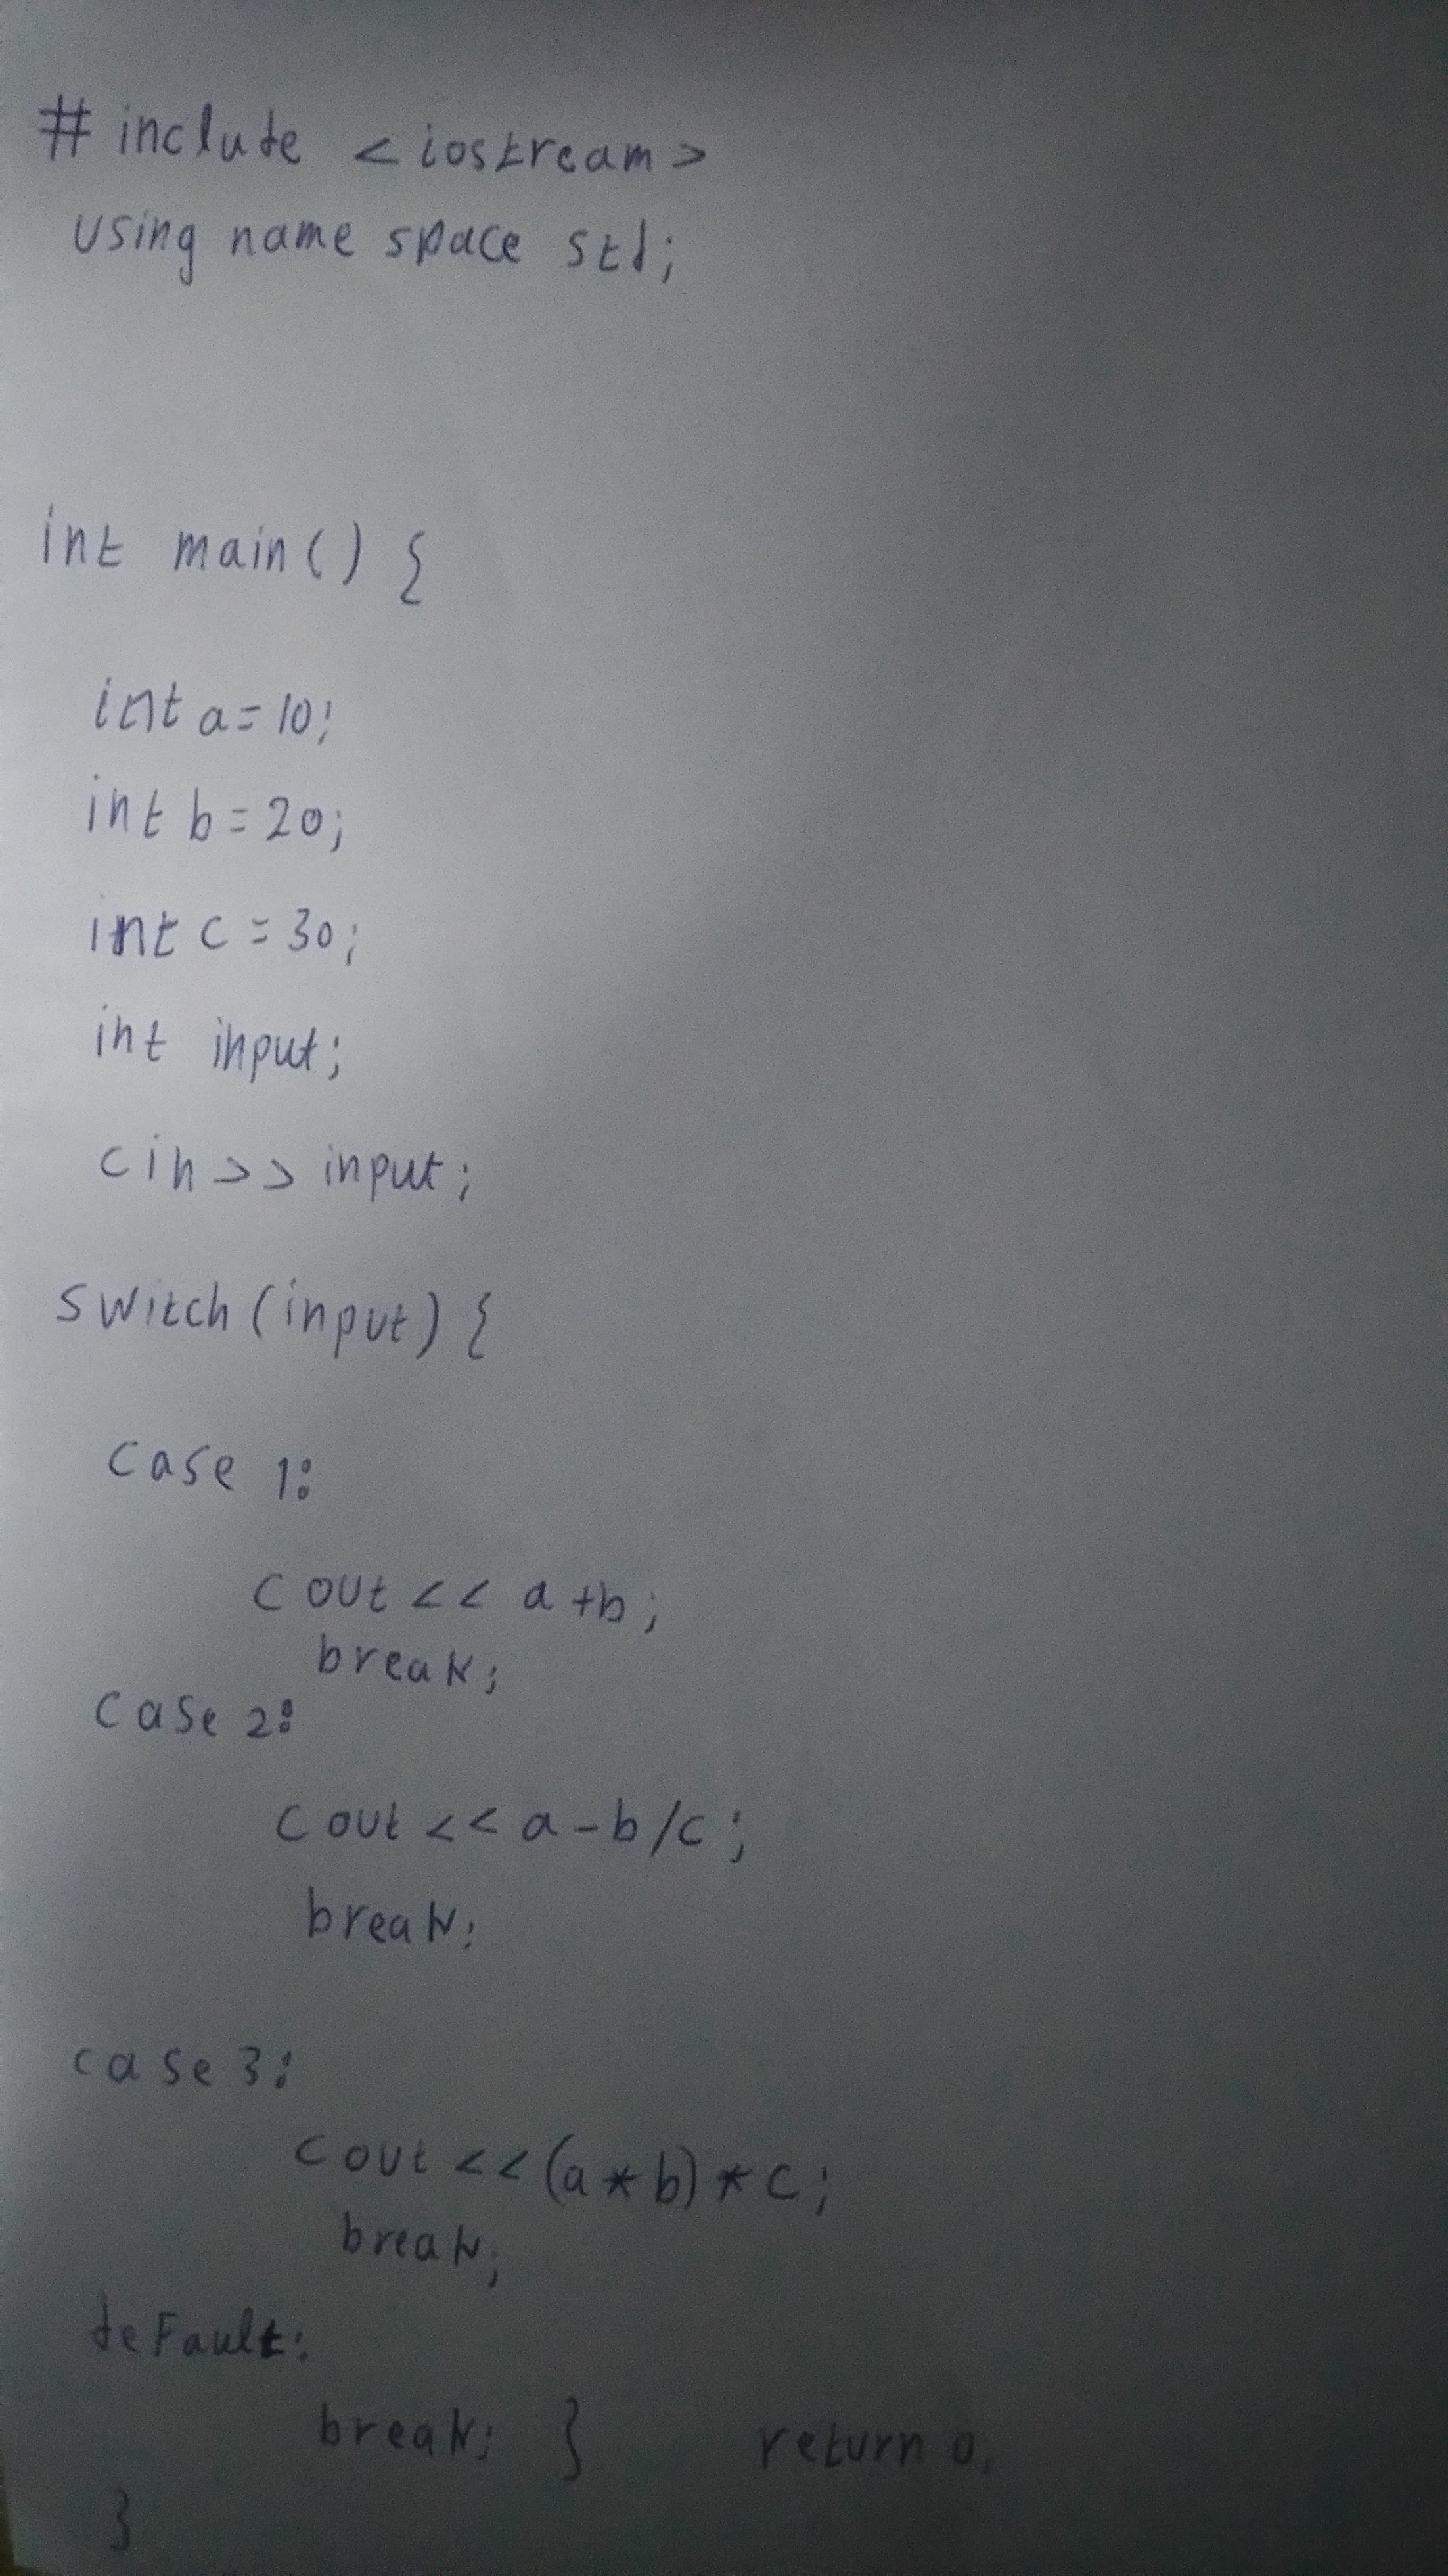 # include <iostream>
using name space std;
int main() {
int a=10;
int b=20;
int c=30;
int input;
cin>>input;
switch(input) {
case 1:
cout << a+b;
break;
case 2:
cout << a-b/c;
break;
case 3:
cout <<(a*b)*c;
break;
default:
break; } return 0;
}